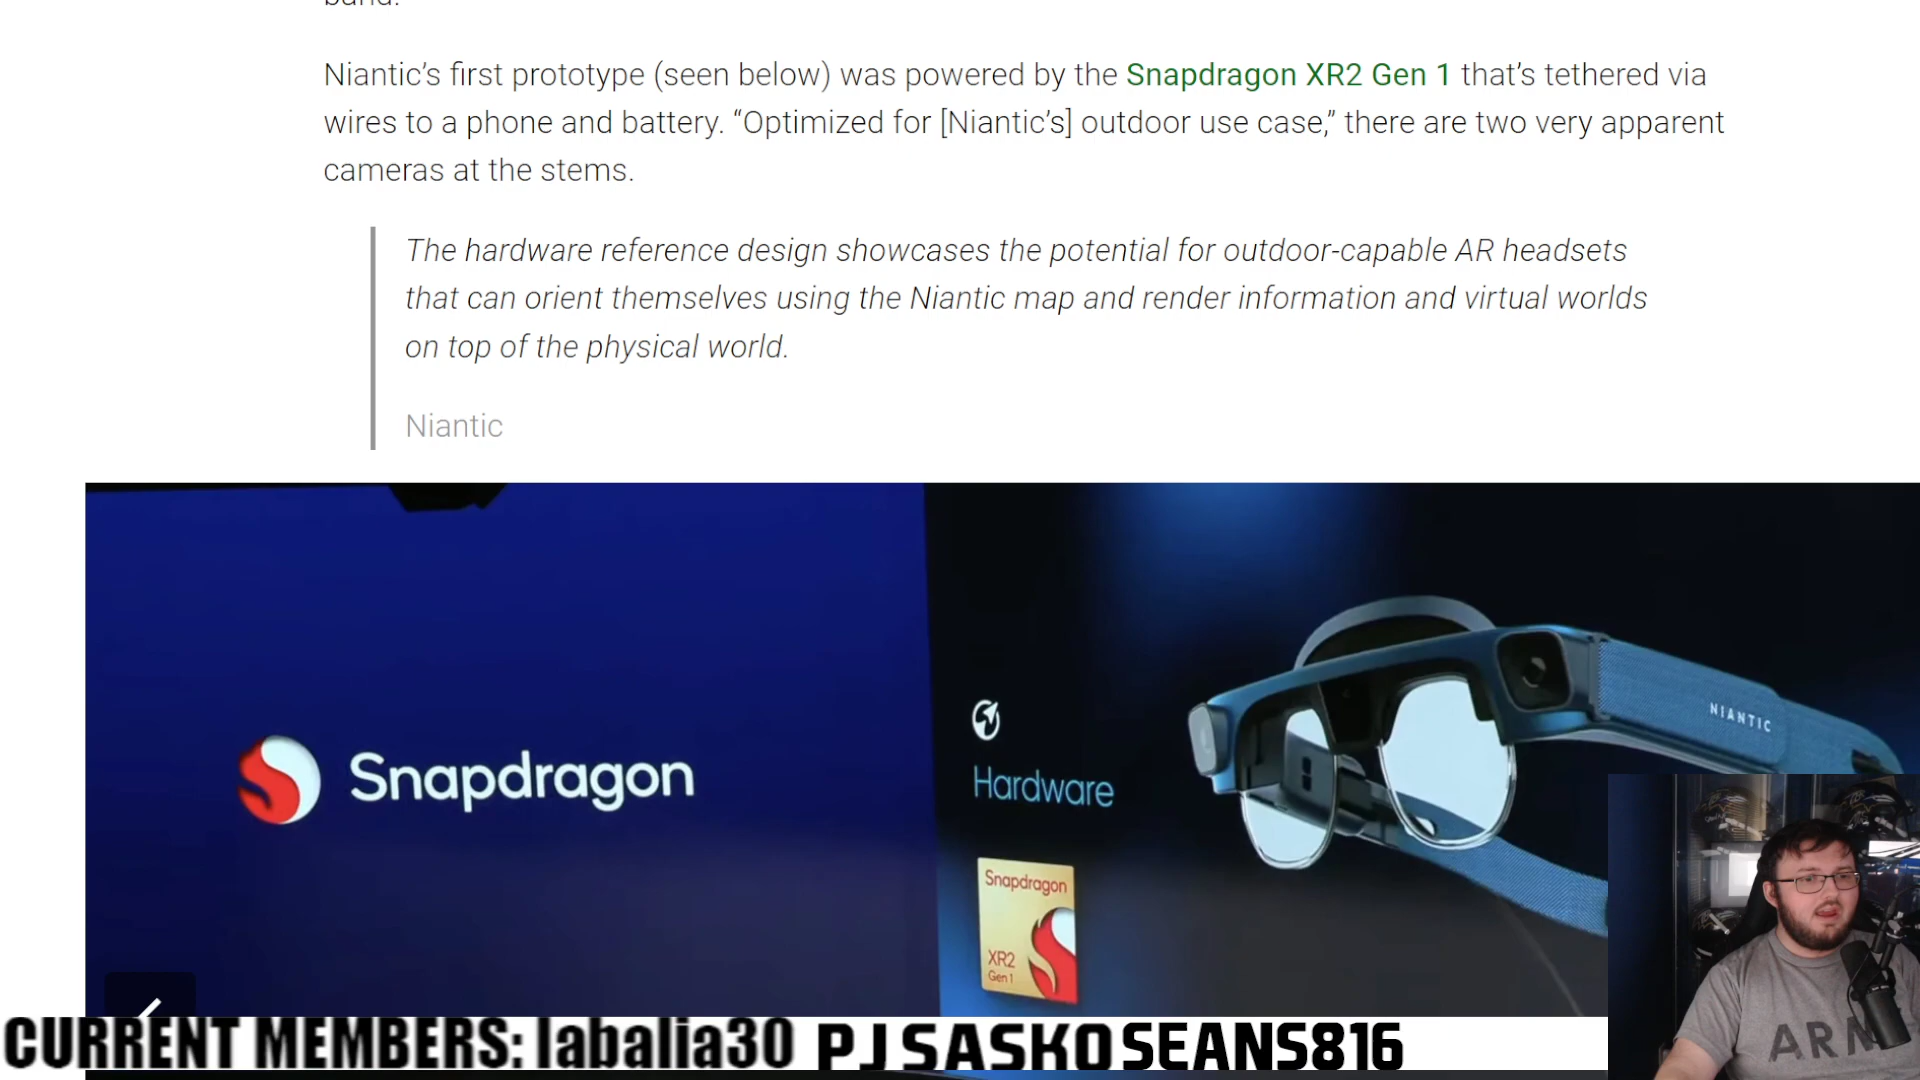 band.
Niantic’s first prototype (seen below) was powered by the Snapdragon XR2 Gen 1 that’s tethered via
wires to a phone and battery. “Optimized for [Niantic’s] outdoor use case,” there are two very apparent
cameras at the stems.
The hardware reference design showcases the potential for outdoor-capable AR headsets
that can orient themselves using the Niantic map and render information and virtual worlds
on top of the physical world.
Niantic
NIANTIC
Snapdragon
Hardware
Snapdragon
XR2
Gen 1
CURRENT MEMBERS: labalia30 PJSASKO SEANS816